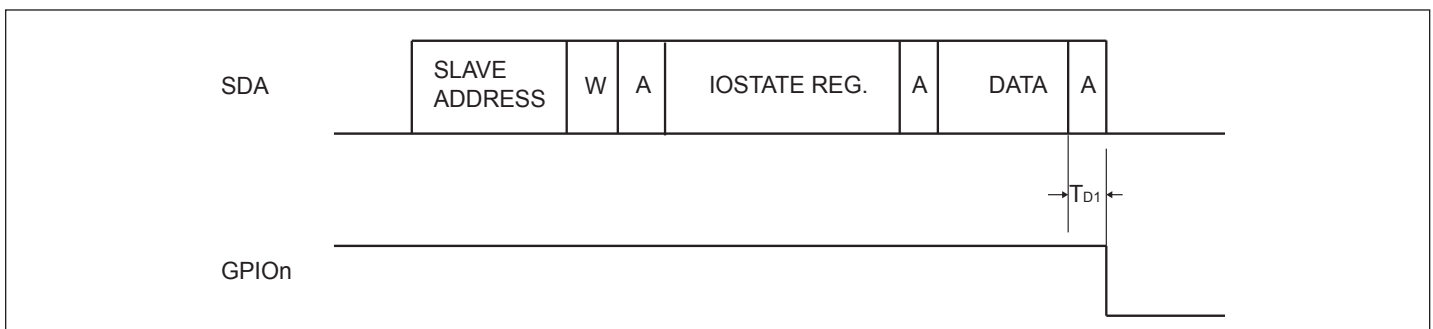 SDA
SLAVE
ADDRESS
W
A
IOSTATE REG.
A
DATA
A
TD1
GPIOn